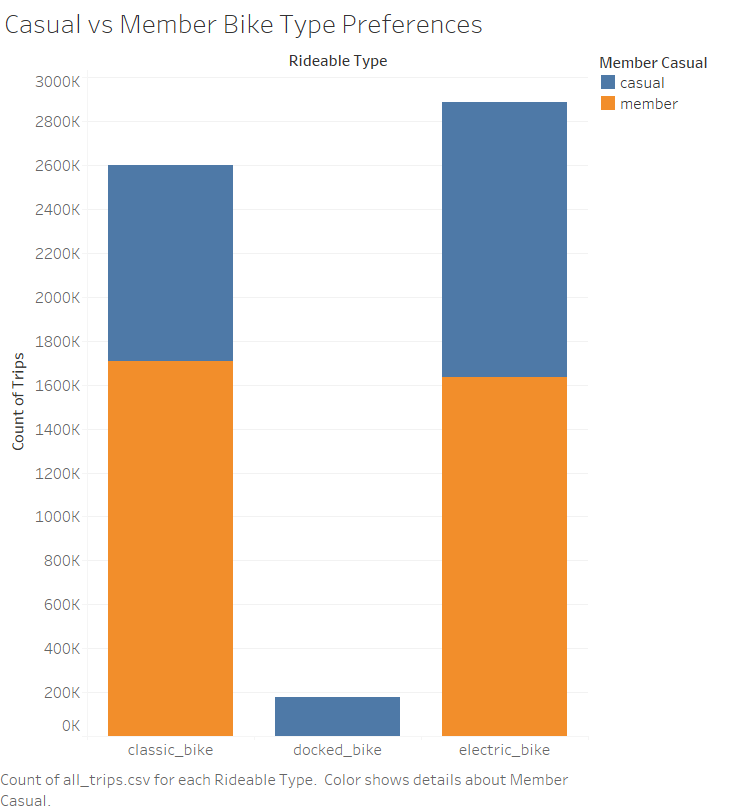 Casual vs Member Bike Type Preferences
Rideable Type
Member Casual
casual
member
3000K
2800K
2600K
2400K
2200K
2000K
1800K
1600K
1400K
1200K
1000K
800K
600K
400K
200K
0K
Count of Trips
classic_bike
docked_bike
electric_bike
Count of all_trips.csv for each Rideable Type. Color shows details about Member
Casual.